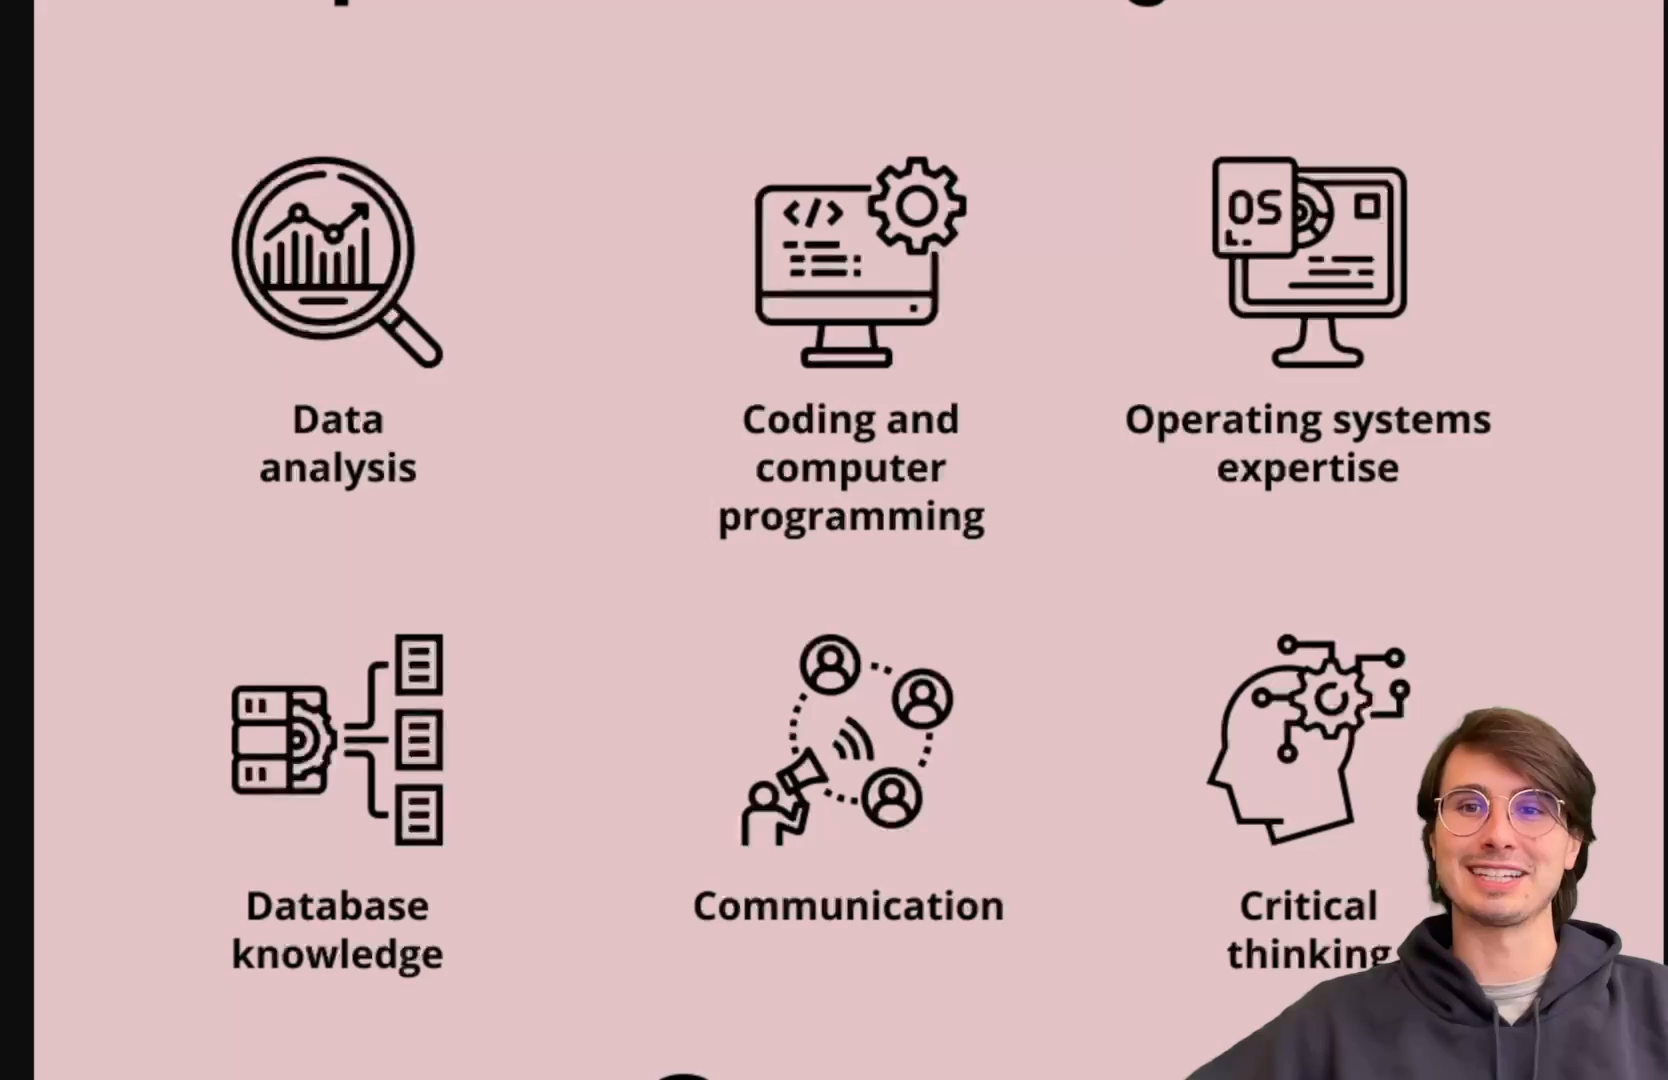 OS
</>
Data
analysis
Coding and
computer
programming
Operating systems
expertise
Database
knowledge
Communication
Critical
thinking